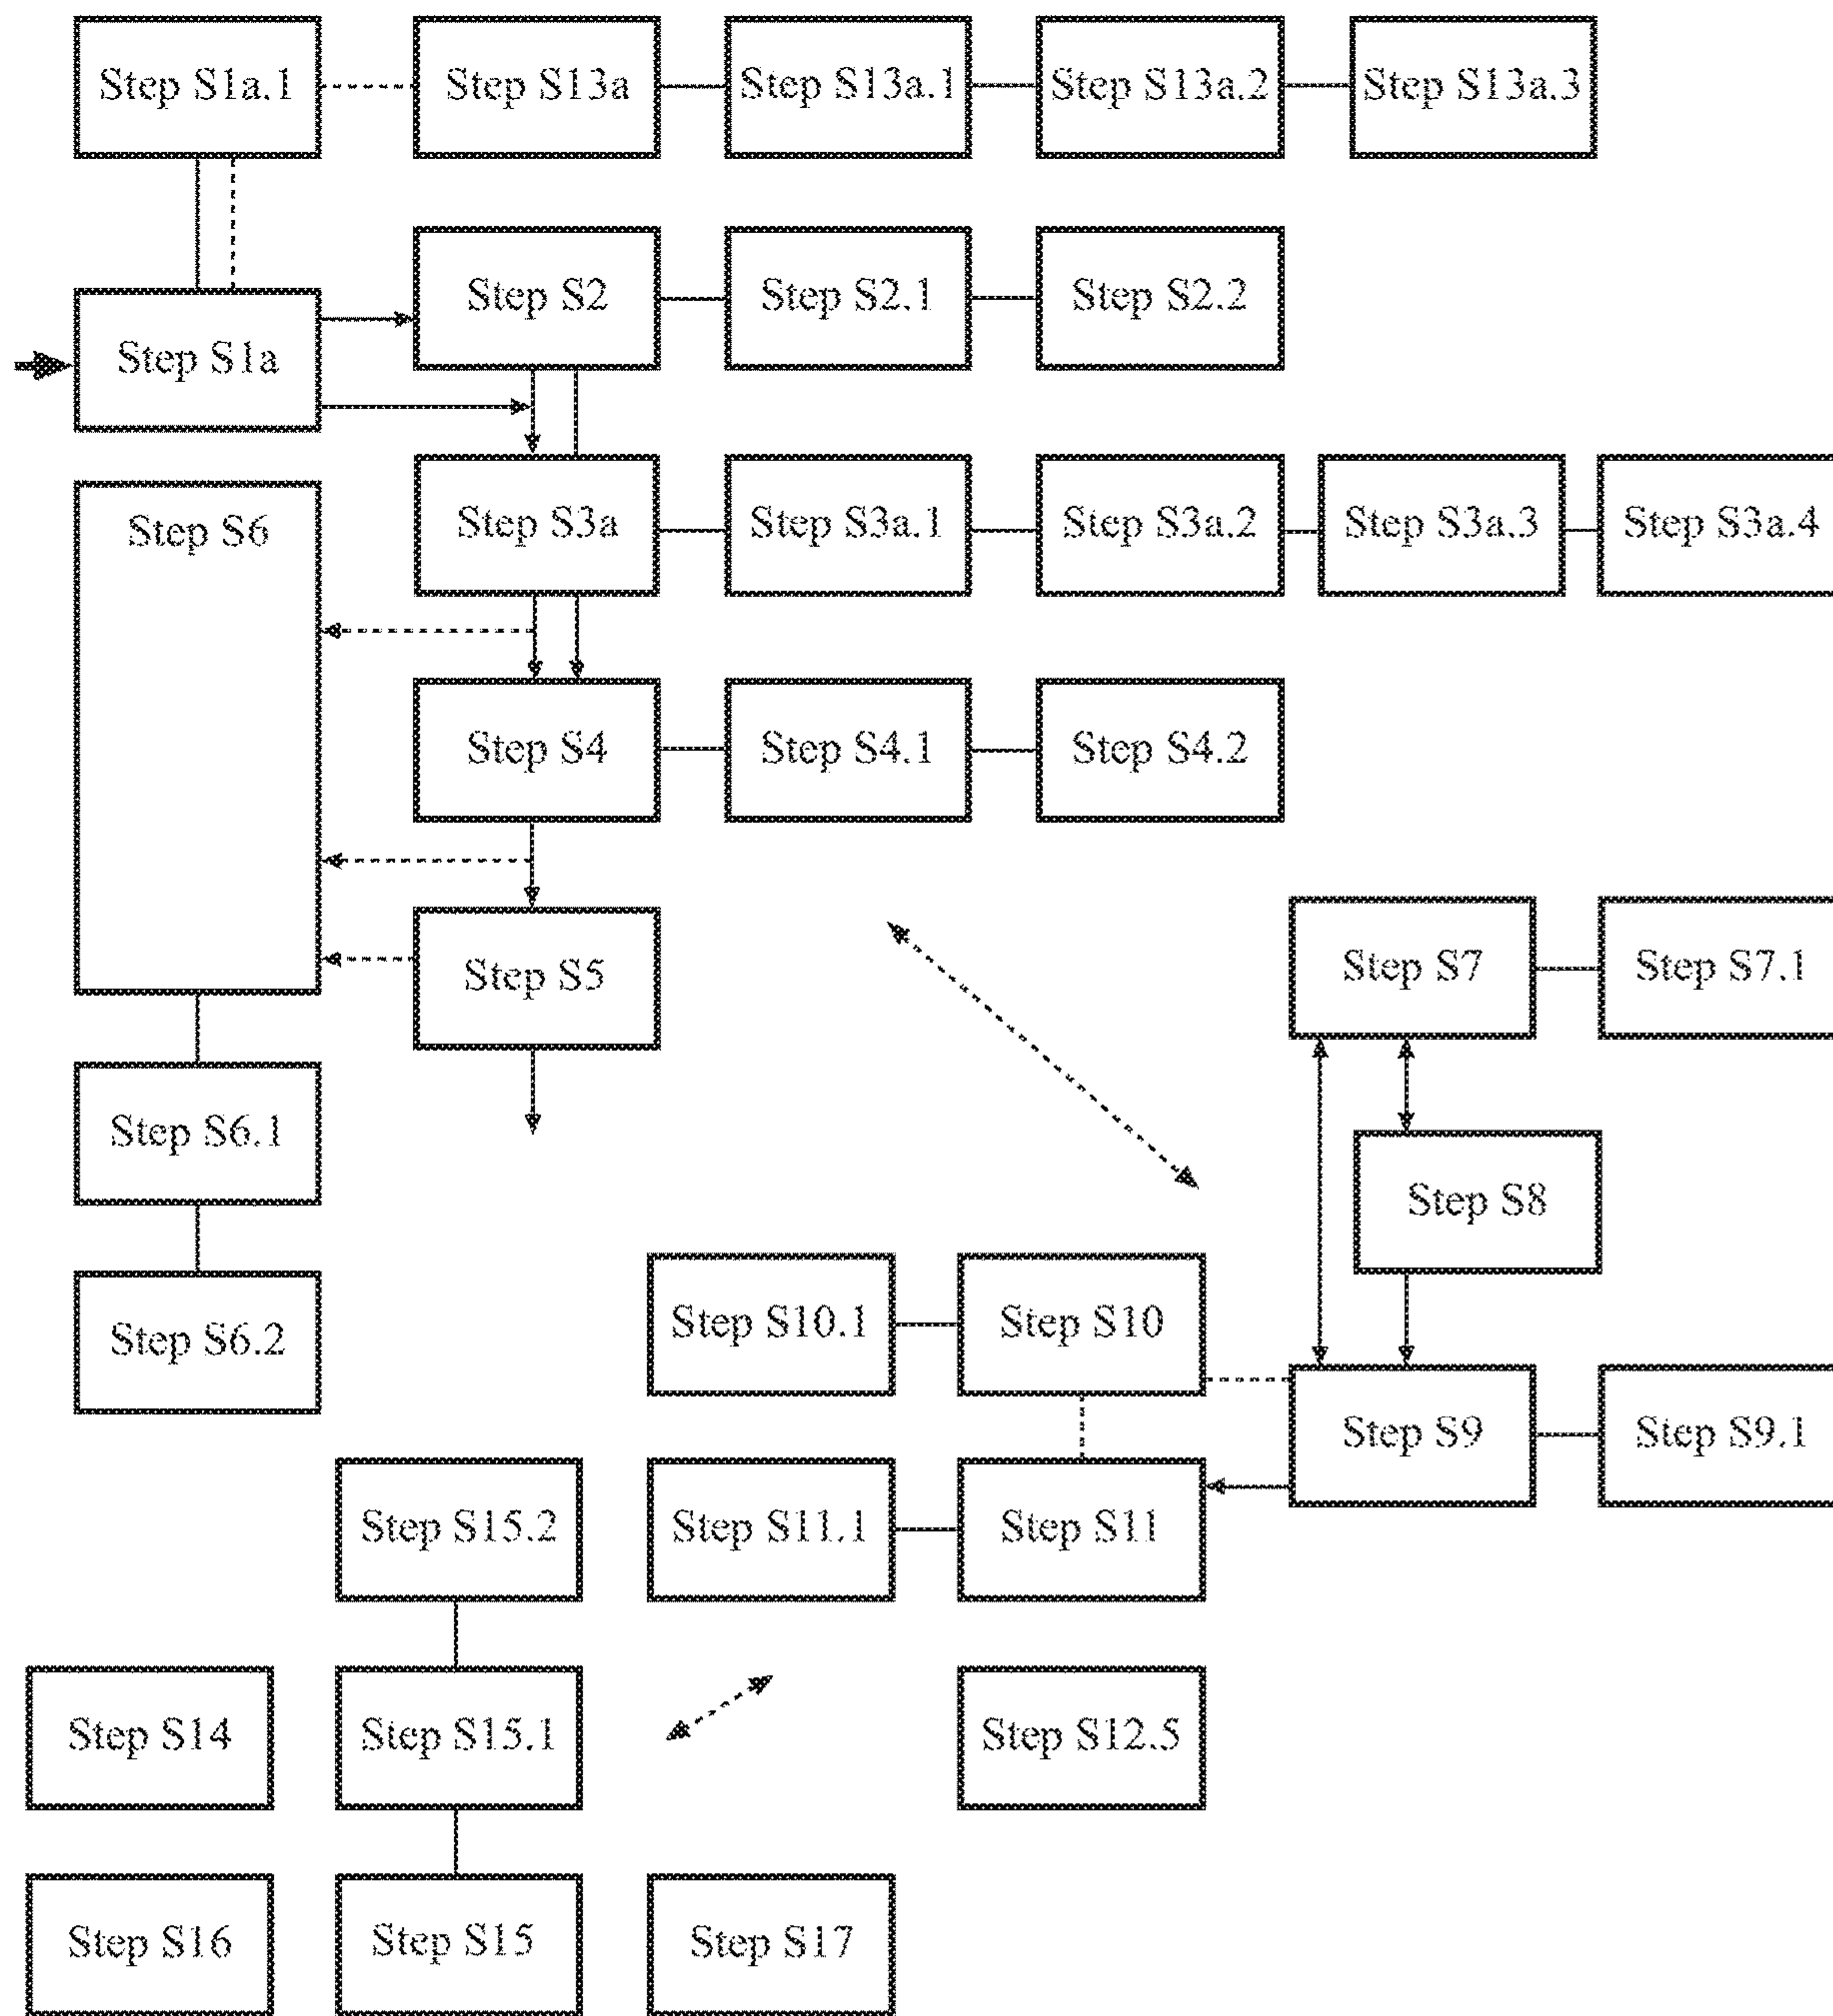 Step S1a.1
Step S13a
Step S13a.1
Step S13a.2
Step S13a.3
Step S2
Step S2.1
Step S2.2
Step S1a
Step S6
Step S3a
Step S3a.1
Step S3a.2
Step S3a.3
Step S3a.4
Step S4
Step S4.1
Step S4.2
Step S5
Step S7
Step S7.1
Step S6.1
Step S8
Step S6.2
Step S10.1
Step S10
Step S9
Step S9.1
Step S15.2
Step S11.1
Step S11
Step S14
Step S15.1
Step S12.5
Step S16
Step S15
Step S17